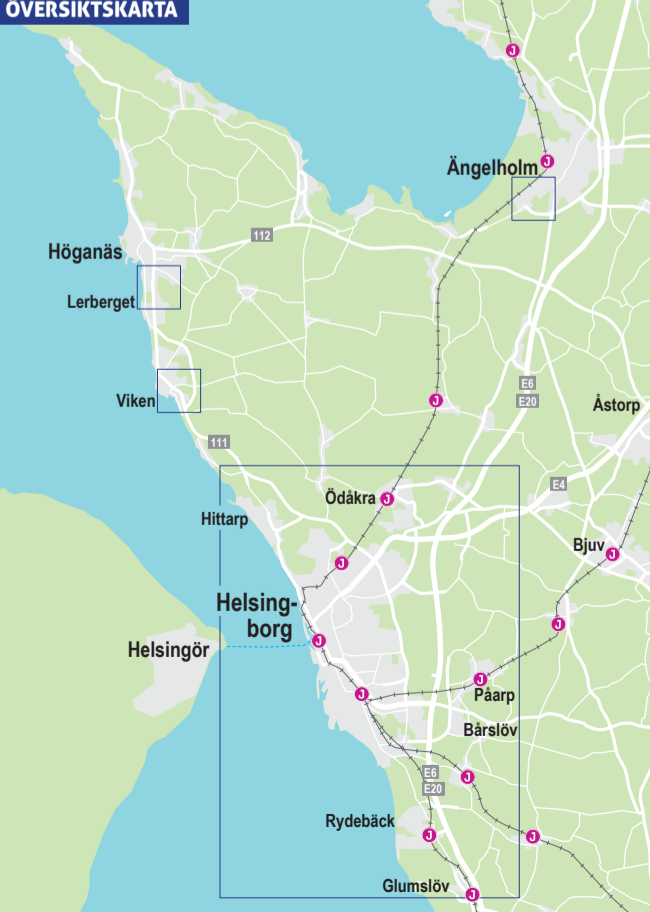 ÖVERSIKTSKARTA
J
J
Ängelholm
112
Höganäs
Lerberget
E6
E20
Viken
J
Åstorp
111
E4
Ödåkra
J
Hittarp
Bjuv
J
J
Helsing-
borg
J
J
Helsingör
J
Påarp
J
Bårslöv
E6
E20
J
Rydebäck
J
J
Glumslöv
J